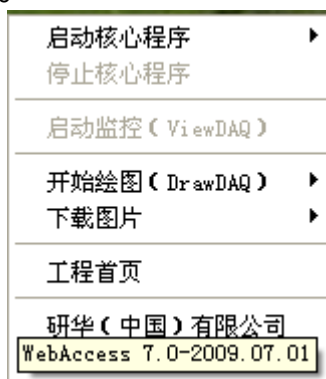 启动核心程序
停止核心程序
启动监控(ViewDAQ)
开始绘图(DrawDAQ)
下载图片
工程首页
研华(中国)有限公司
WebAccess 7.0-2009.07.01